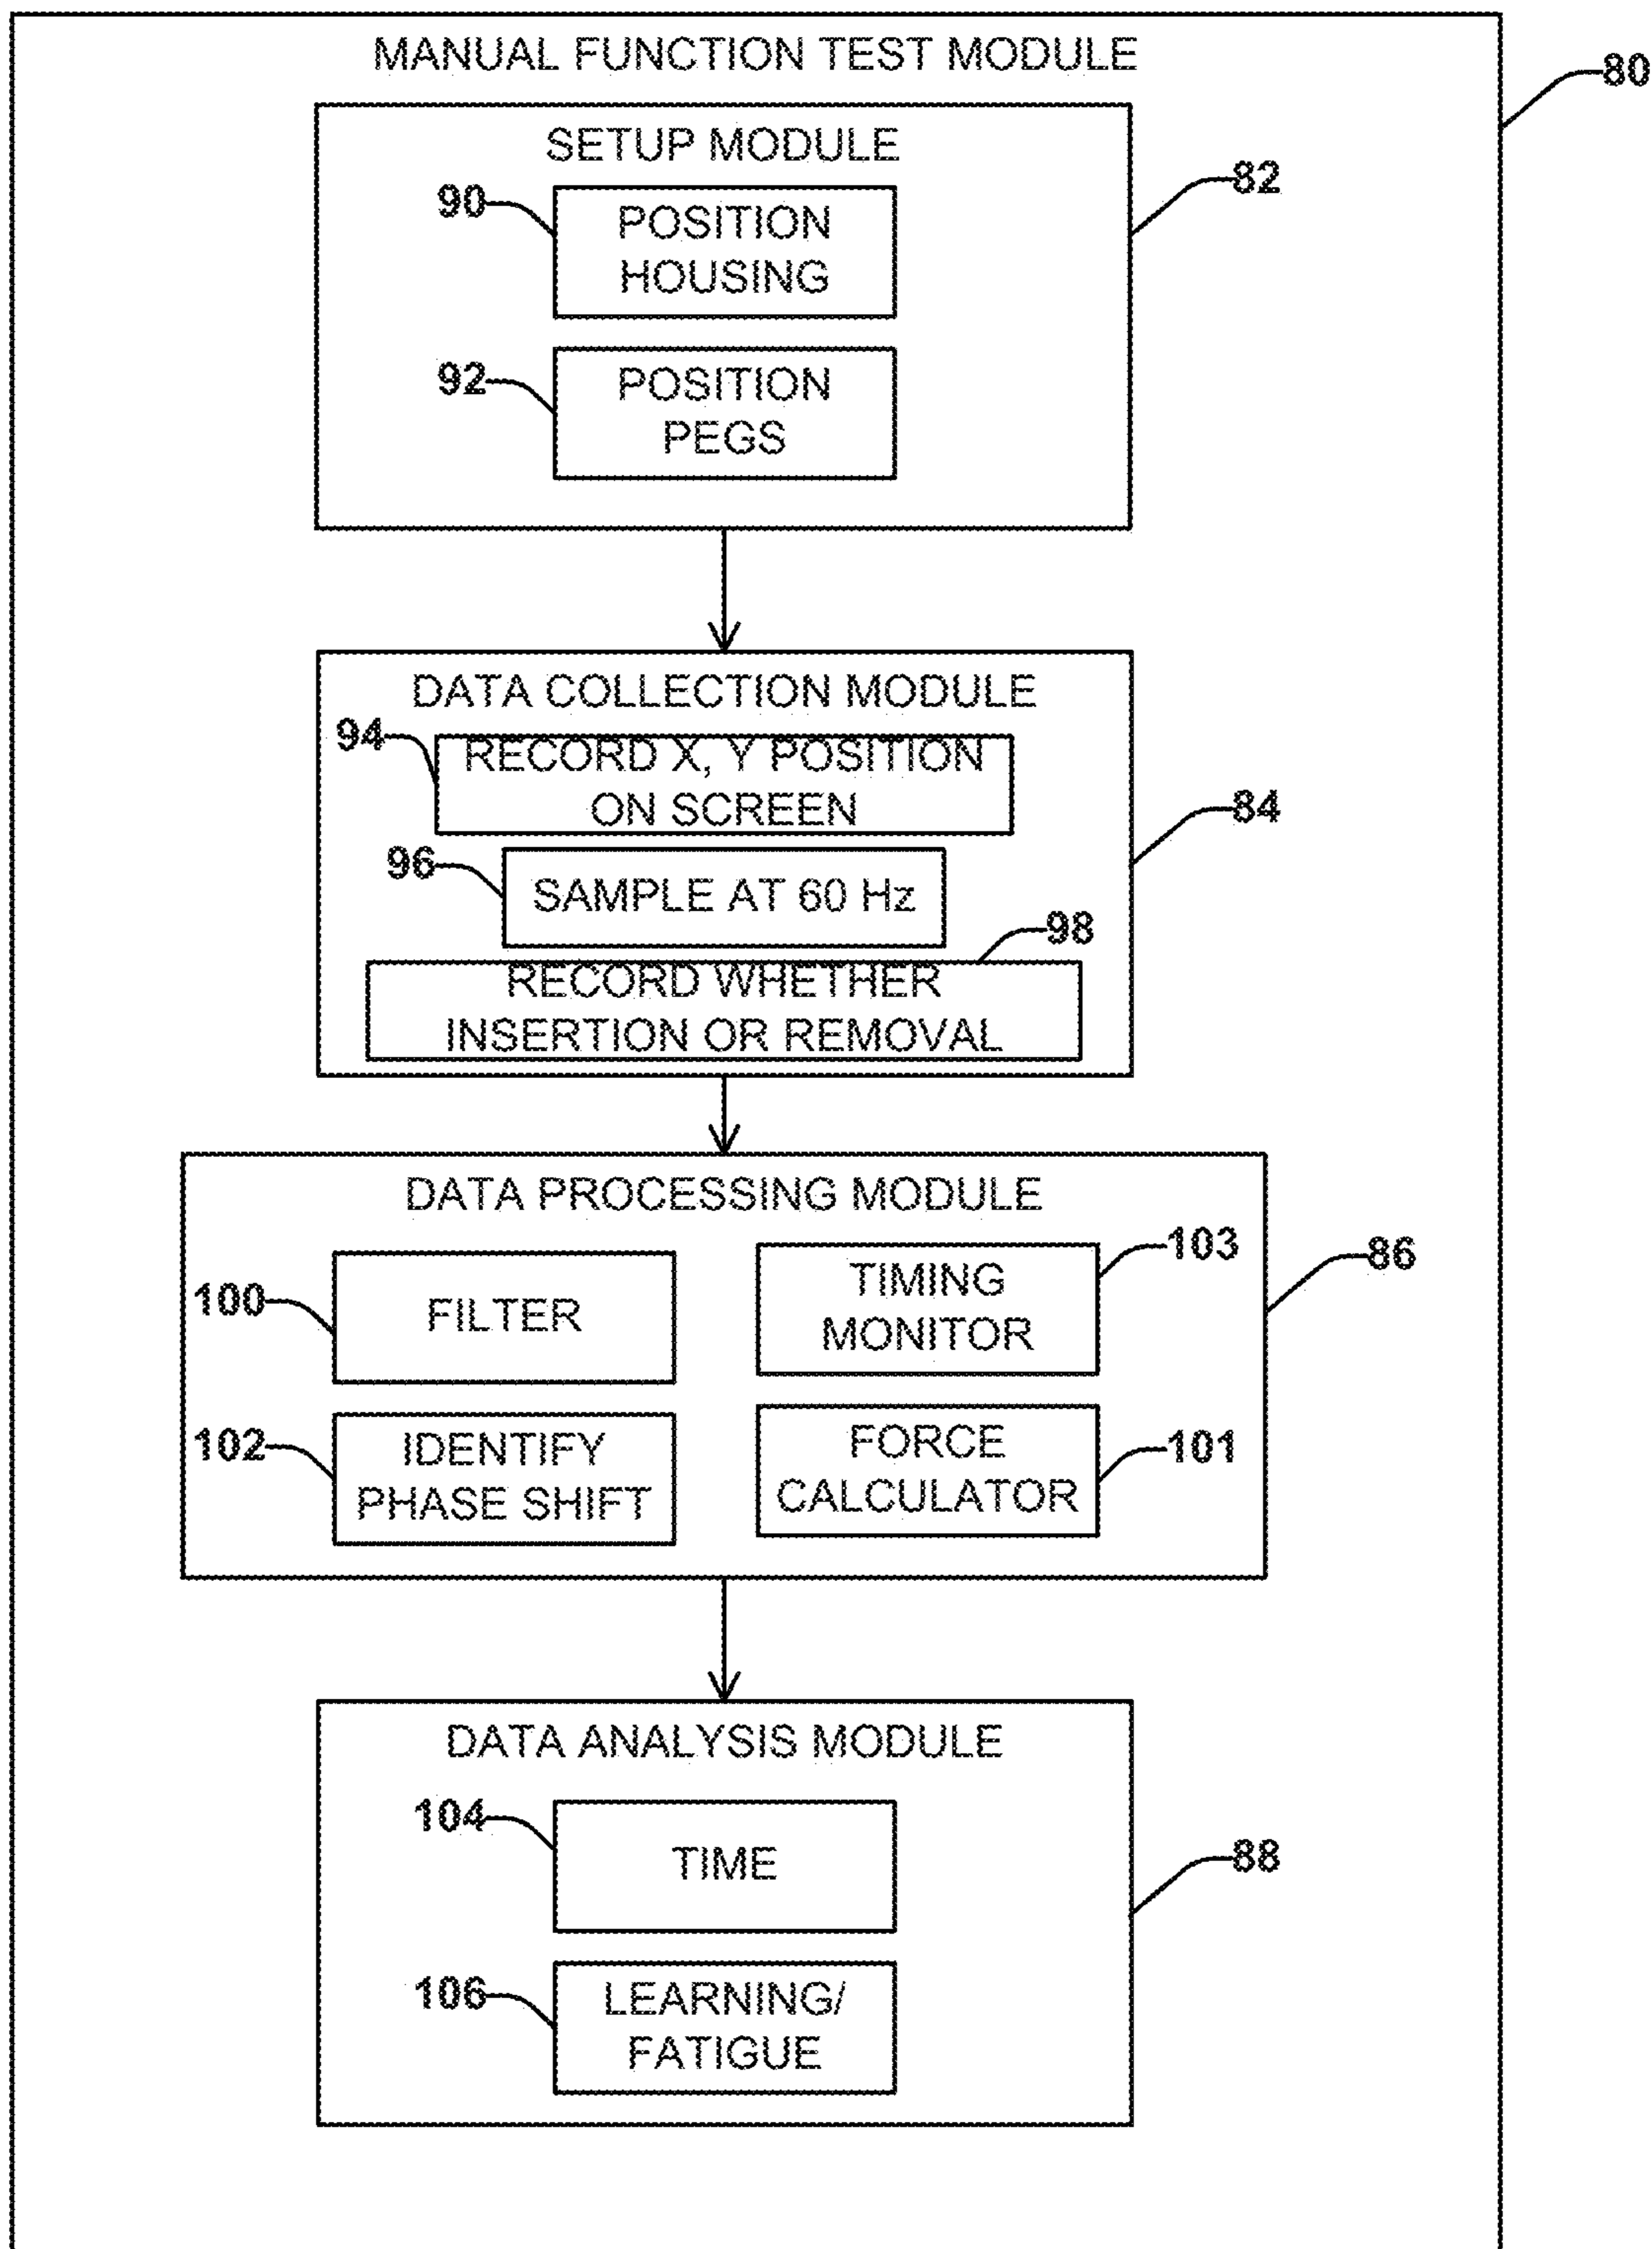 MANUAL FUNCTION TEST MODULE
80
SETUP MODULE
82
90
POSITION
HOUSING
92
POSITION
PEGS
DATA COLLECTION MODULE
94
RECORD X, Y POSITION
ON SCREEN
84
96
SAMPLE AT 60 Hz
98
RECORD WHETHER
INSERTION OR REMOVAL
DATA PROCESSING MODULE
86
100
FILTER
103
TIMING
MONITOR
102
IDENTIFY
PHASE SHIFT
101
FORCE
CALCULATOR
DATA ANALYSIS MODULE
104
TIME
88
106
LEARNING/
FATIGUE